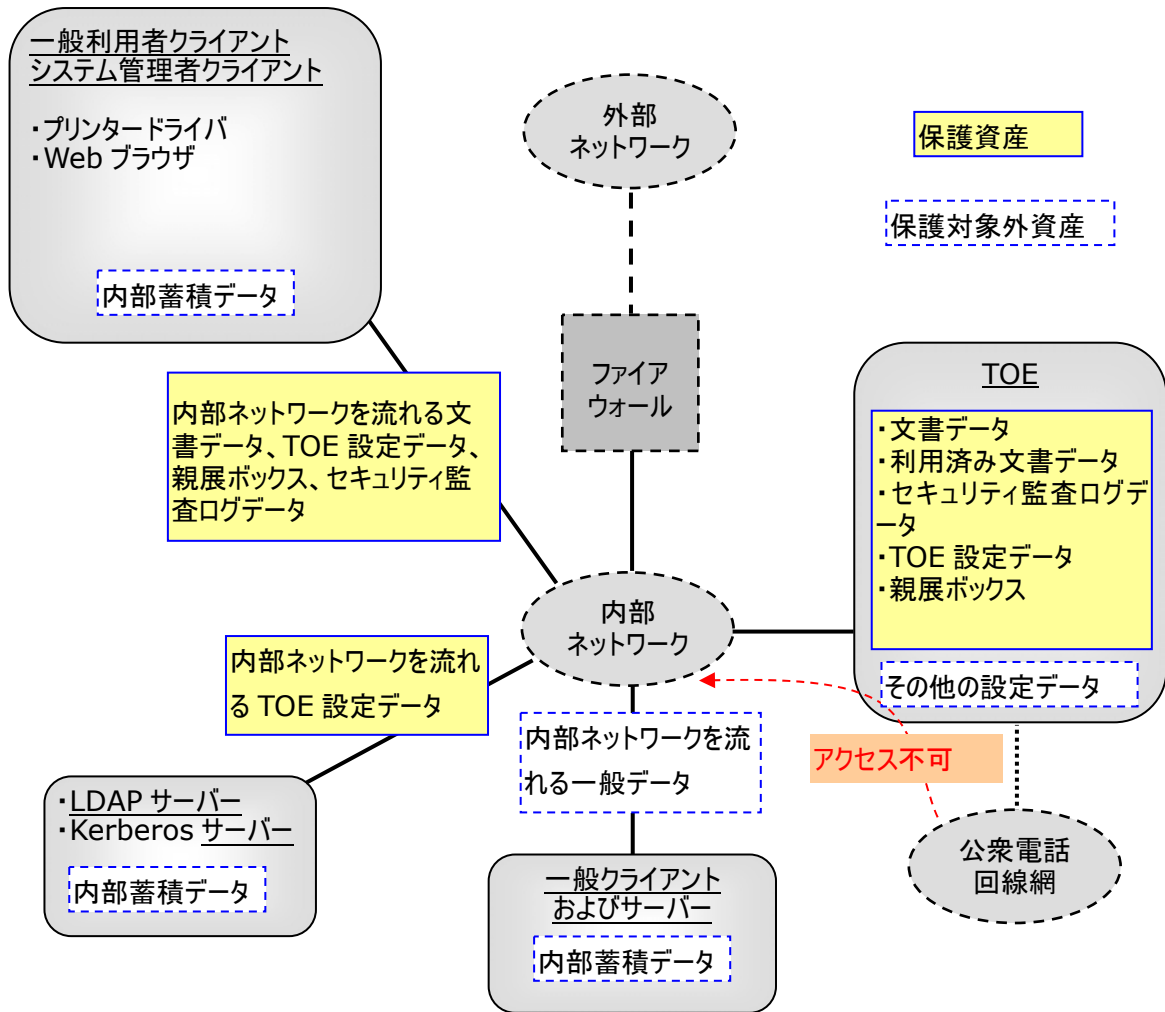 一般利用者クライアント
システム管理者クライアント
・プリンタードライバ
・Web ブラウザ
内部蓄積データ
外部
ネットワーク
保護資産
保護対象外資産
ファイア
ウォール
内部ネットワークを流れる文
書データ、TOE 設定データ、
親展ボックス、セキュリティ監
査ログデータ
TOE
・文書データ
・利用済み文書データ
・セキュリティ監査ログデ
ータ
・TOE 設定データ
・親展ボックス
その他の設定データ
内部
ネットワーク
内部ネットワークを流れ
る TOE 設定データ
内部ネットワークを流
れる一般データ
アクセス不可
・LDAP サーバー
・Kerberos サーバー
内部蓄積データ
一般クライアント
およびサーバー
内部蓄積データ
公衆電話
回線網